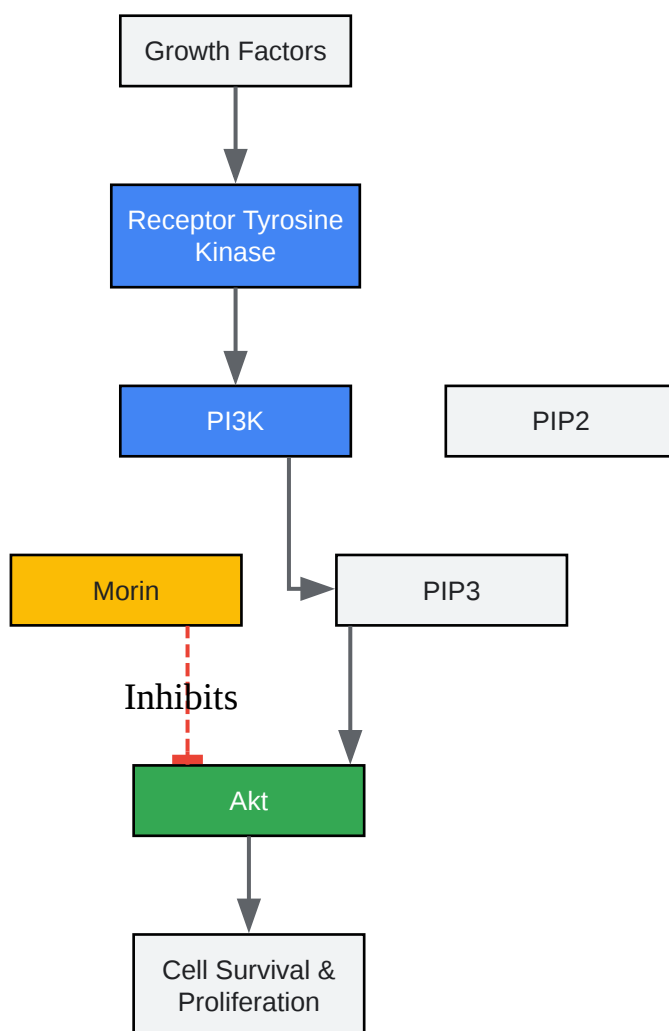 Growth Factors
Receptor Tyrosine
Kinase
PI3K
PIP2
Morin
PIP3
Inhibits
Akt
Cell Survival &
Proliferation